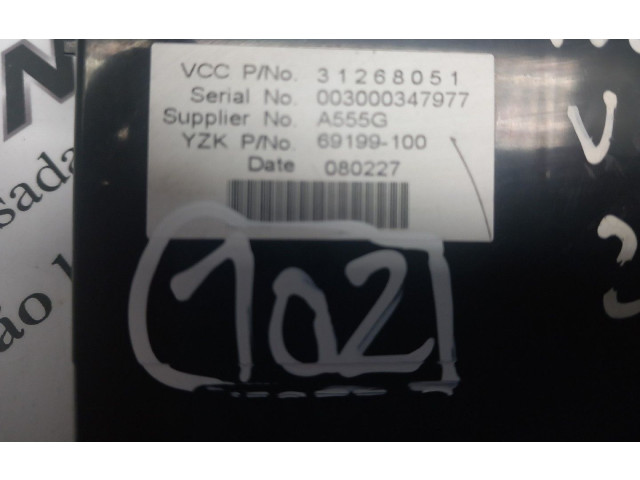 VCC P/No. 31268051
Serial No. 003000347977
Supplier No. A555G
YZK P/No. 69199-100
Date 080227
102
V